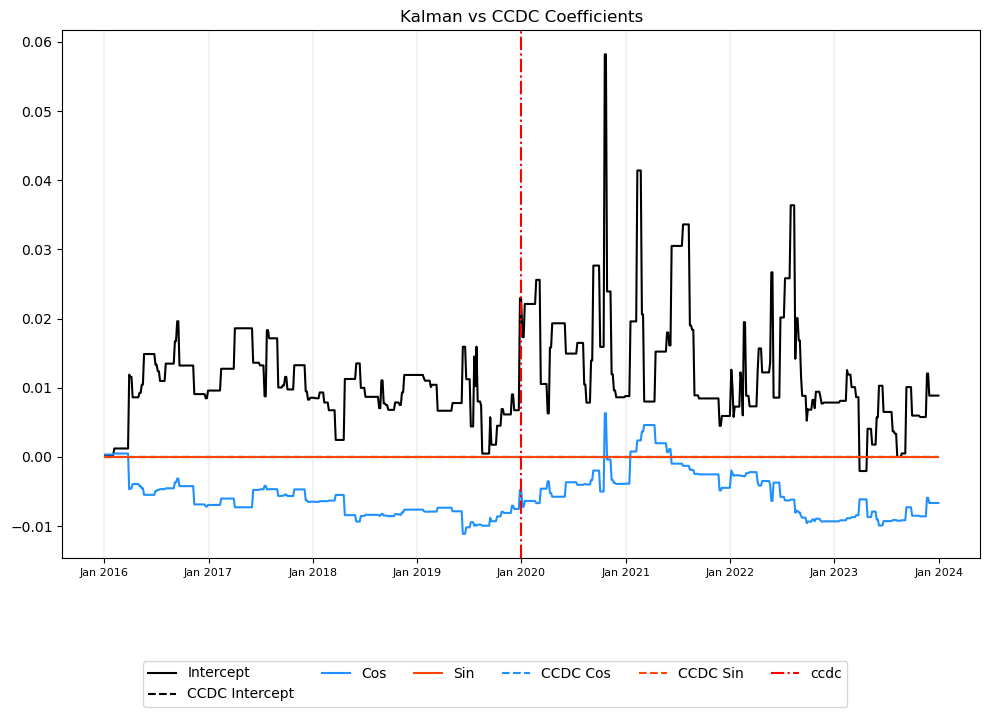 Kalman vs CCDC Coefficients
0.06
0.05
0.04
0.03
0.02
0.01
0.00
−0.01
Jan 2016 Jan 2017 Jan 2018 Jan 2019 Jan 2020 Jan 2021 Jan 2022 Jan 2023 Jan 2024
Intercept Cos Sin CCDC Cos CCDC Sin ccdc
CCDC Intercept